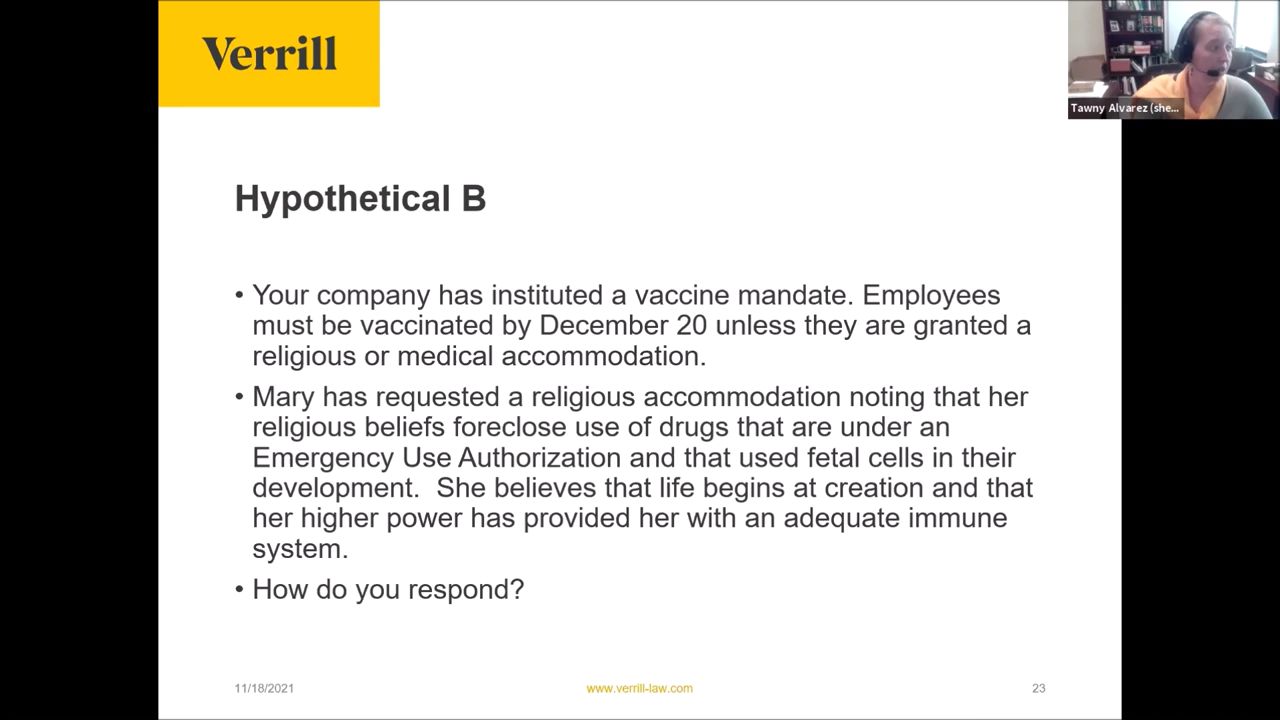 Verrill
Tawny Alvarez (she...
Hypothetical B
• Your company has instituted a vaccine mandate. Employees
must be vaccinated by December 20 unless they are granted a
religious or medical accommodation.
• Mary has requested a religious accommodation noting that her
religious beliefs foreclose use of drugs that are under an
Emergency Use Authorization and that used fetal cells in their
development.  She believes that life begins at creation and that
her higher power has provided her with an adequate immune
system.
• How do you respond?
11/18/2021
www.verrill-law.com
23